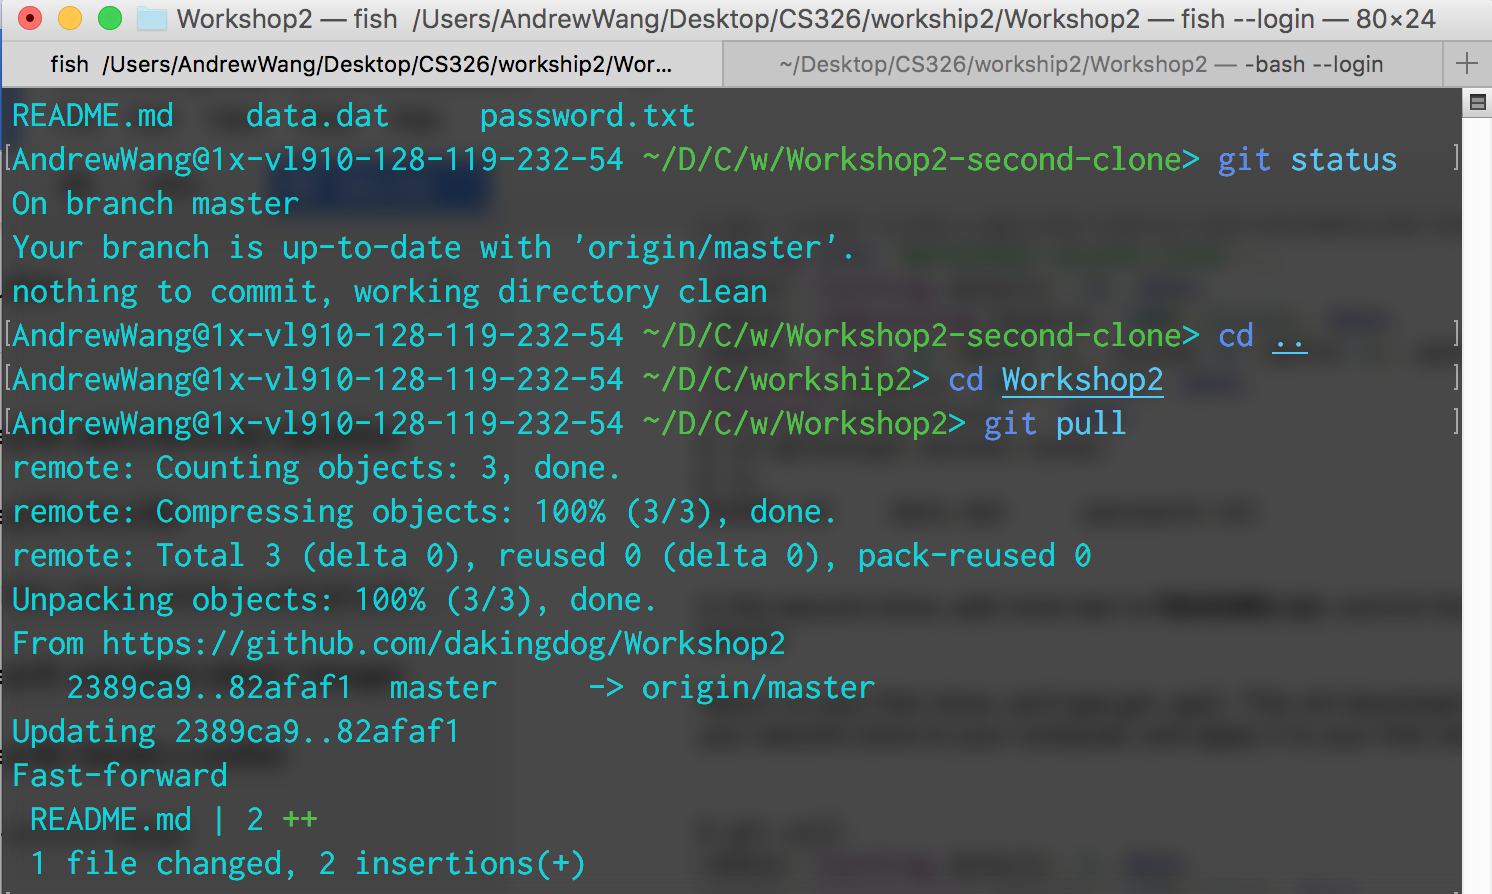 Workshop2 — fish /Users/AndrewWang/Desktop/CS326/workship2/Workshop2 — fish --login — 80×24
fish /Users/AndrewWang/Desktop/CS326/workship2/Wor...
~/Desktop/CS326/workship2/Workshop2 — -bash --login
README.md    data.dat     password.txt
[AndrewWang@1x-vl910-128-119-232-54 ~/D/C/w/Workshop2-second-clone> git status ]
On branch master
Your branch is up-to-date with 'origin/master'.
nothing to commit, working directory clean
[AndrewWang@1x-vl910-128-119-232-54 ~/D/C/w/Workshop2-second-clone> cd .. ]
[AndrewWang@1x-vl910-128-119-232-54 ~/D/C/workship2> cd Workshop2 ]
[AndrewWang@1x-vl910-128-119-232-54 ~/D/C/w/Workshop2> git pull ]
remote: Counting objects: 3, done.
remote: Compressing objects: 100% (3/3), done.
remote: Total 3 (delta 0), reused 0 (delta 0), pack-reused 0
Unpacking objects: 100% (3/3), done.
From https://github.com/dakingdog/Workshop2
   2389ca9..82afaf1  master     -> origin/master
Updating 2389ca9..82afaf1
Fast-forward
 README.md | 2 ++
 1 file changed, 2 insertions(+)